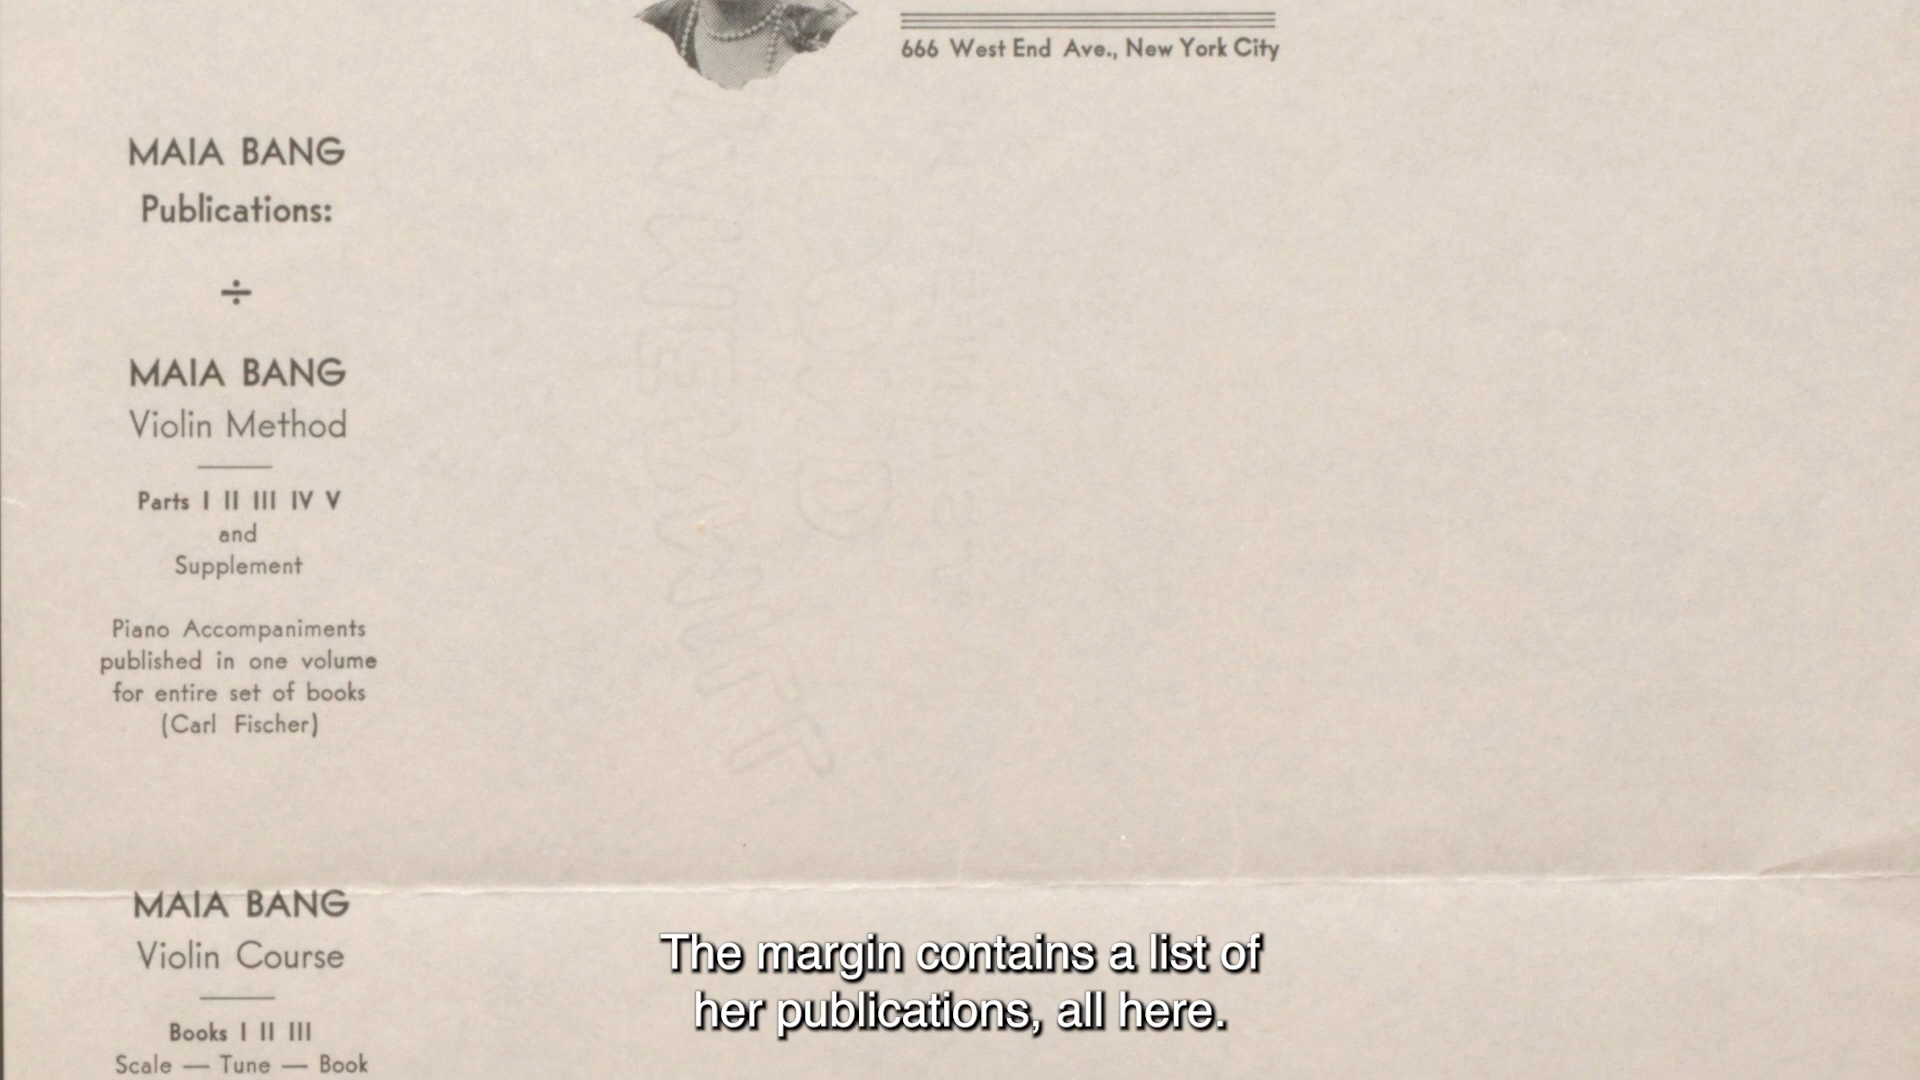 666 West End Ave., New York City
MAIA BANG
Publications:
÷
MAIA BANG
Violin Method
Parts I II III IV V
and
Supplement
Piano Accompaniments
published in one volume
for entire set of books
(Carl Fischer)
MAIA BANG
Violin Course
Books I II III
Scale — Tune — Book
The margin contains a list of
her publications, all here.